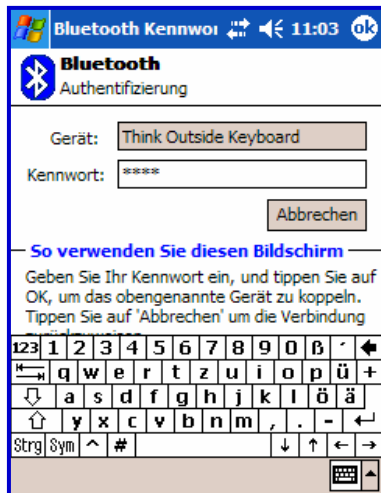 Bluetooth Kennwor 11:03 ok
Bluetooth
Authentifizierung
Gerät: Think Outside Keyboard
Kennwort: ****
Abbrechen
So verwenden Sie diesen Bildschirm
Geben Sie Ihr Kennwort ein, und tippen Sie auf
OK, um das obengenannte Gerät zu koppeln.
Tippen Sie auf 'Abbrechen' um die Verbindung
123 1 2 3 4 5 6 7 8 9 0 ß ´
q w e r t z u i o p ü +
a s d f g h j k l ö ä
y x c v b n m , . -
Strg Sym ^ #